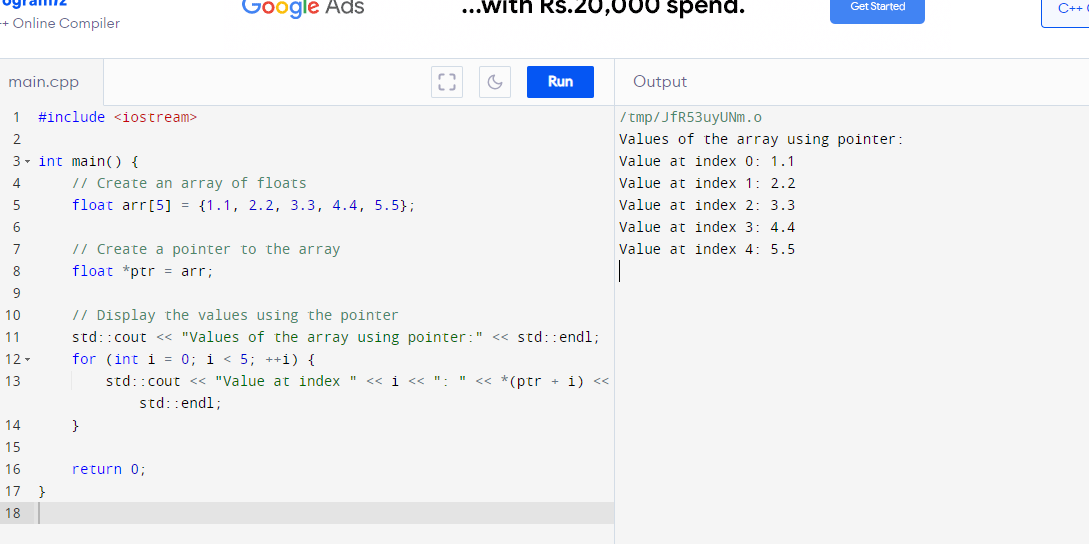 Google Ads
...with Rs.20,000 spend.
Get Started
C++
Online Compiler
main.cpp
Run
Output
1 #include <iostream>
2
3 int main() {
4 // Create an array of floats
5 float arr[5] = {1.1, 2.2, 3.3, 4.4, 5.5};
6
7 // Create a pointer to the array
8 float *ptr = arr;
9
10 // Display the values using the pointer
11 std::cout << "Values of the array using pointer:" << std::endl;
12 for (int i = 0; i < 5; ++i) {
13 std::cout << "Value at index " << i << ": " << *(ptr + i) <<
std::endl;
14 }
15
16 return 0;
17 }
18
/tmp/JfR53uyUNm.o
Values of the array using pointer:
Value at index 0: 1.1
Value at index 1: 2.2
Value at index 2: 3.3
Value at index 3: 4.4
Value at index 4: 5.5